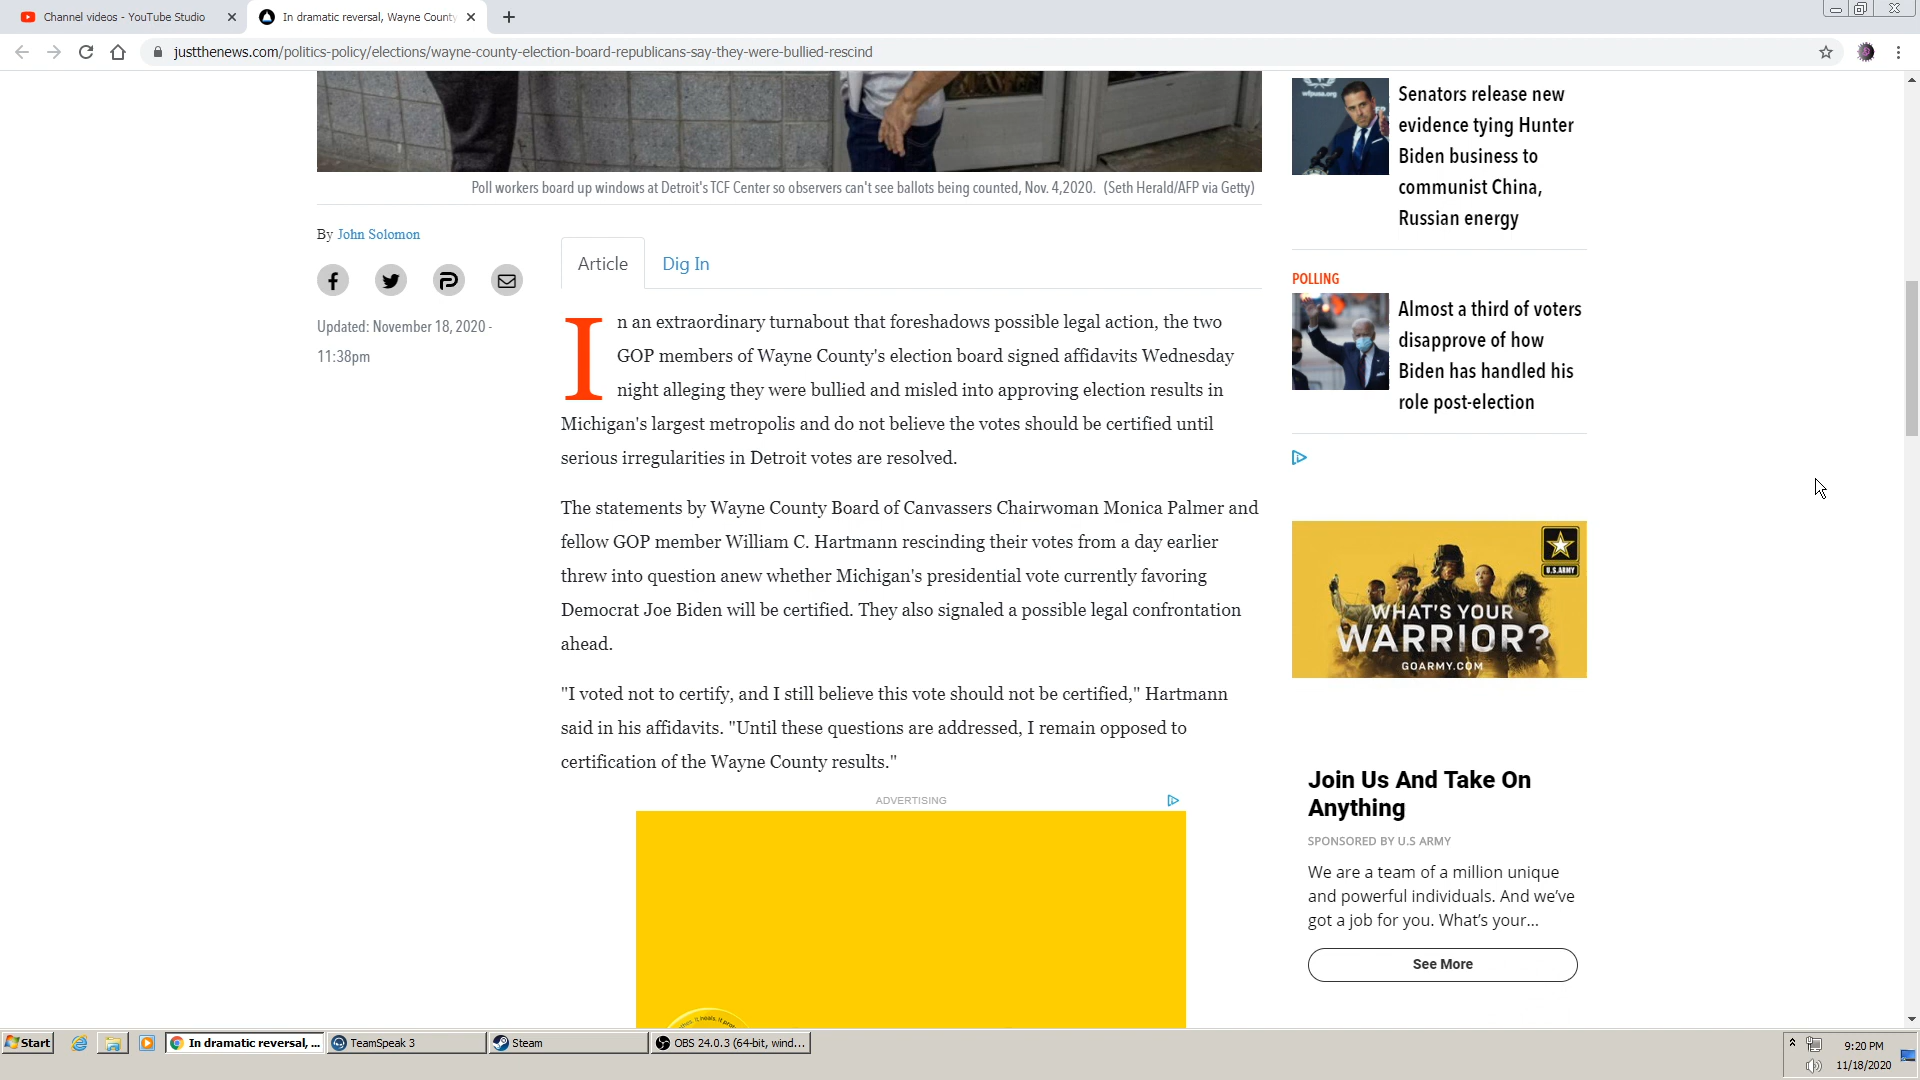 Channel videos - YouTube Studio
In dramatic reversal, Wayne County
justthenews.com/politics-policy/elections/wayne-county-election-board-republicans-say-they-were-bullied-rescind
Poll workers board up windows at Detroit's TCF Center so observers can't see ballots being counted, Nov. 4,2020. (Seth Herald/AFP via Getty)
By John Solomon
Updated: November 18, 2020 -
11:38pm
Article
Dig In
In an extraordinary turnabout that foreshadows possible legal action, the two
GOP members of Wayne County's election board signed affidavits Wednesday
night alleging they were bullied and misled into approving election results in
Michigan's largest metropolis and do not believe the votes should be certified until
serious irregularities in Detroit votes are resolved.
The statements by Wayne County Board of Canvassers Chairwoman Monica Palmer and
fellow GOP member William C. Hartmann rescinding their votes from a day earlier
threw into question anew whether Michigan's presidential vote currently favoring
Democrat Joe Biden will be certified. They also signaled a possible legal confrontation
ahead.
"I voted not to certify, and I still believe this vote should not be certified," Hartmann
said in his affidavits. "Until these questions are addressed, I remain opposed to
certification of the Wayne County results."
ADVERTISING
Senators release new
evidence tying Hunter
Biden business to
communist China,
Russian energy
POLLING
Almost a third of voters
disapprove of how
Biden has handled his
role post-election
U.S.ARMY
WHAT'S YOUR
WARRIOR?
GOARMY.COM
Join Us And Take On
Anything
SPONSORED BY U.S ARMY
We are a team of a million unique
and powerful individuals. And we've
got a job for you. What's your...
See More
Start
In dramatic reversal, ...
TeamSpeak 3
Steam
OBS 24.0.3 (64-bit, wind...
9:20 PM
11/18/2020